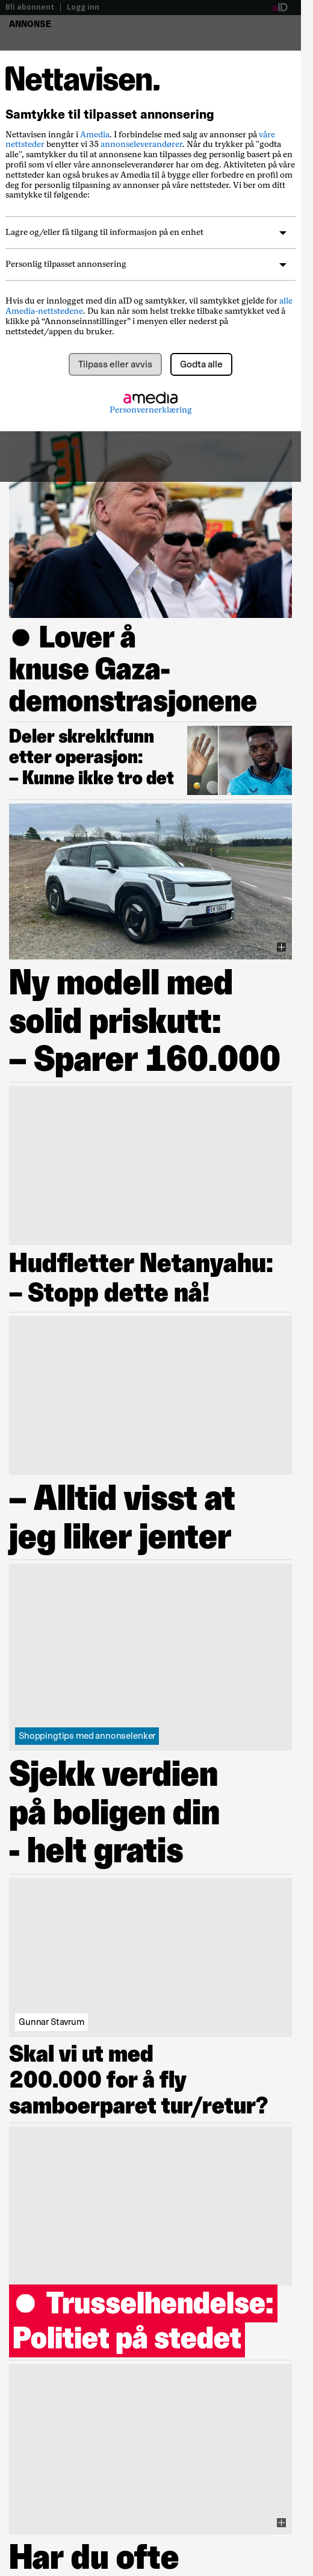 Bli abonnent | Logg inn
aID
ANNONSE
Nettavisen.
Samtykke til tilpasset annonsering
Nettavisen inngår i Amedia. I forbindelse med salg av annonser på våre
nettsteder benytter vi 35 annonseleverandører. Når du trykker på "godta
alle", samtykker du til at annonsene kan tilpasses deg personlig basert på en
profil som vi eller våre annonseleverandører har om deg. Aktiviteten på våre
nettsteder kan også brukes av Amedia til å bygge eller forbedre en profil om
deg for personlig tilpasning av annonser på våre nettsteder. Vi ber om ditt
samtykke til følgende:
Lagre og/eller få tilgang til informasjon på en enhet
Personlig tilpasset annonsering
Hvis du er innlogget med din aID og samtykker, vil samtykket gjelde for alle
Amedia-nettstedene. Du kan når som helst trekke tilbake samtykket ved å
klikke på “Annonseinnstillinger” i menyen eller nederst på
nettstedet/appen du bruker.
Tilpass eller avvis
Godta alle
amedia
Personvernerklæring
31
Lover å
knuse Gaza-
demonstrasjonene
Deler skrekkfunn
etter operasjon:
– Kunne ikke tro det
Ny modell med
solid priskutt:
– Sparer 160.000
Hudfletter Netanyahu:
– Stopp dette nå!
– Alltid visst at
jeg liker jenter
Shoppingtips med annonselenker
Sjekk verdien
på boligen din
- helt gratis
Gunnar Stavrum
Skal vi ut med
200.000 for å fly
samboerparet tur/retur?
Trusselhendelse:
Politiet på stedet
Har du ofte